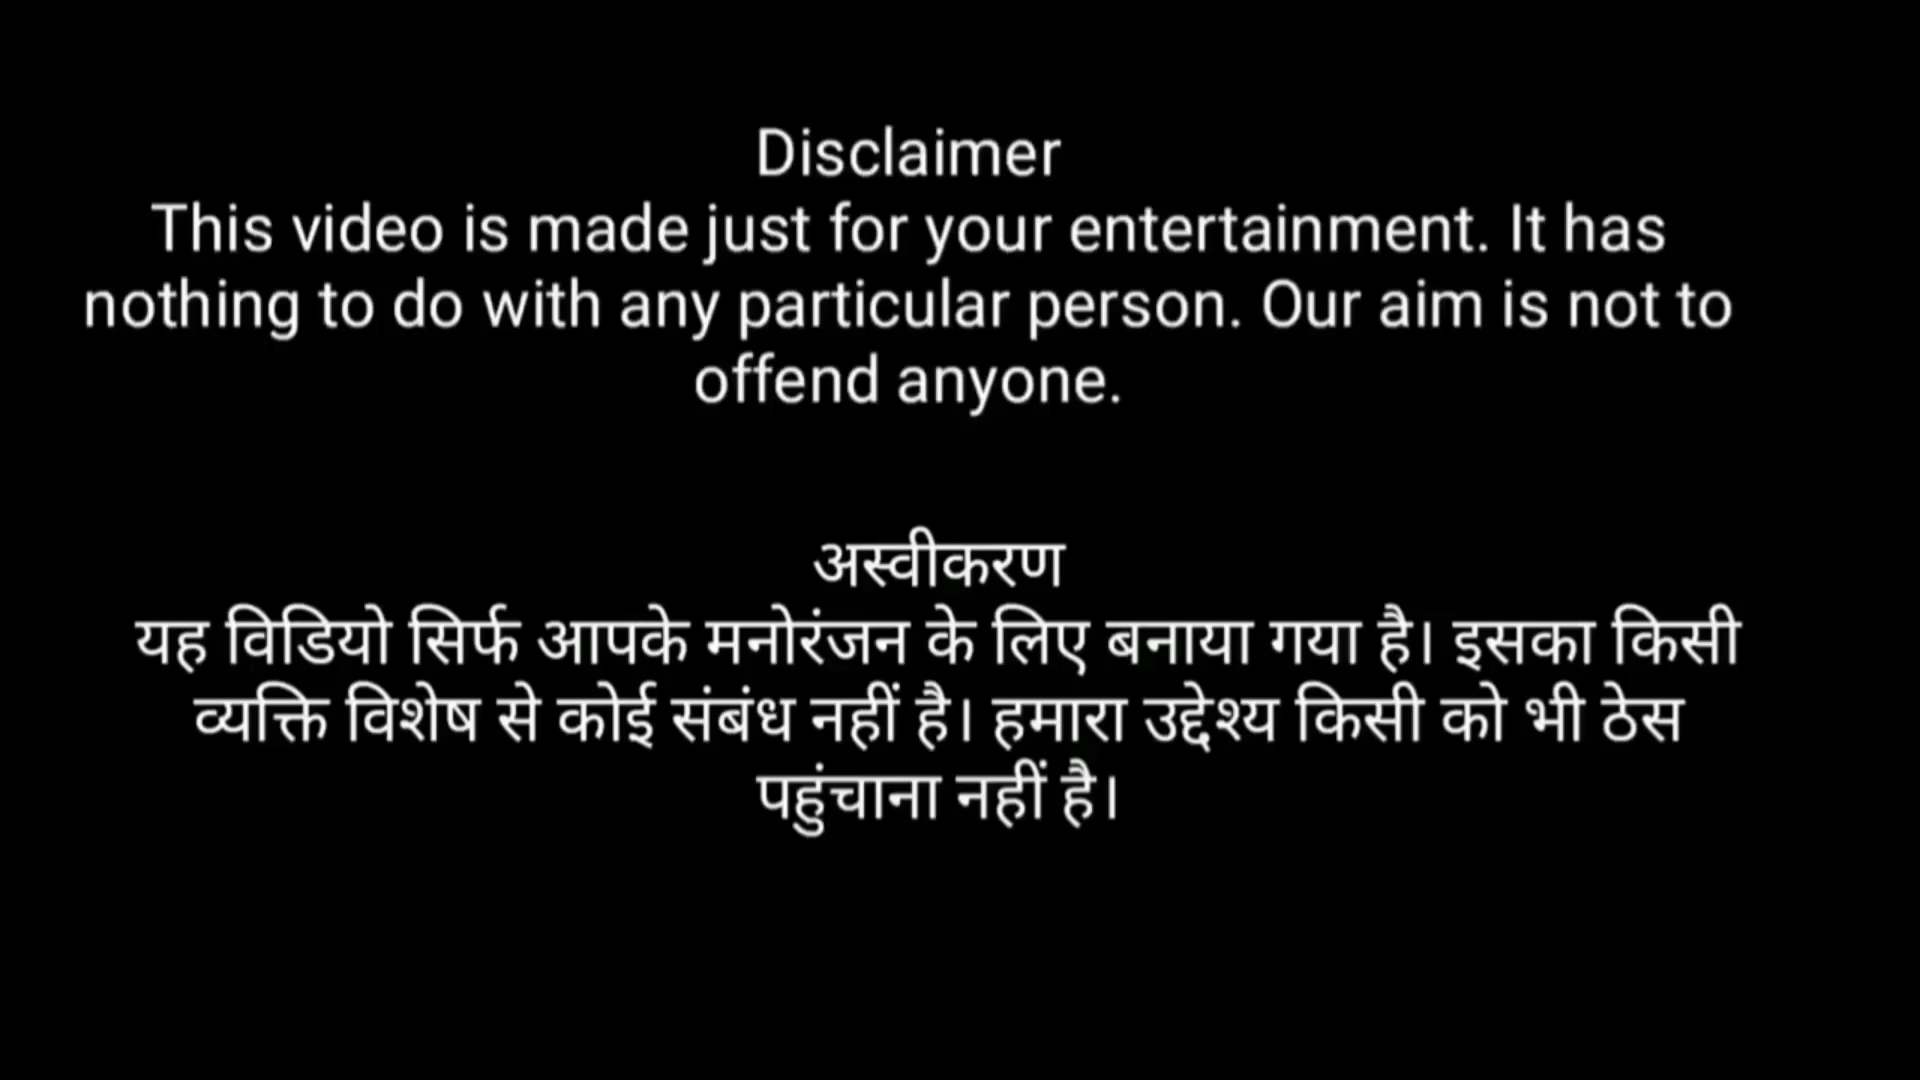 Disclaimer
This video is made just for your entertainment. It has
nothing to do with any particular person. Our aim is not to
offend anyone.
अस्वीकरण
यह विडियो सिर्फ आपके मनोरंजन के लिए बनाया गया है। इसका किसी
व्यक्ति विशेष से कोई संबंध नहीं है। हमारा उद्देश्य किसी को भी ठेस
पहुंचाना नहीं है।